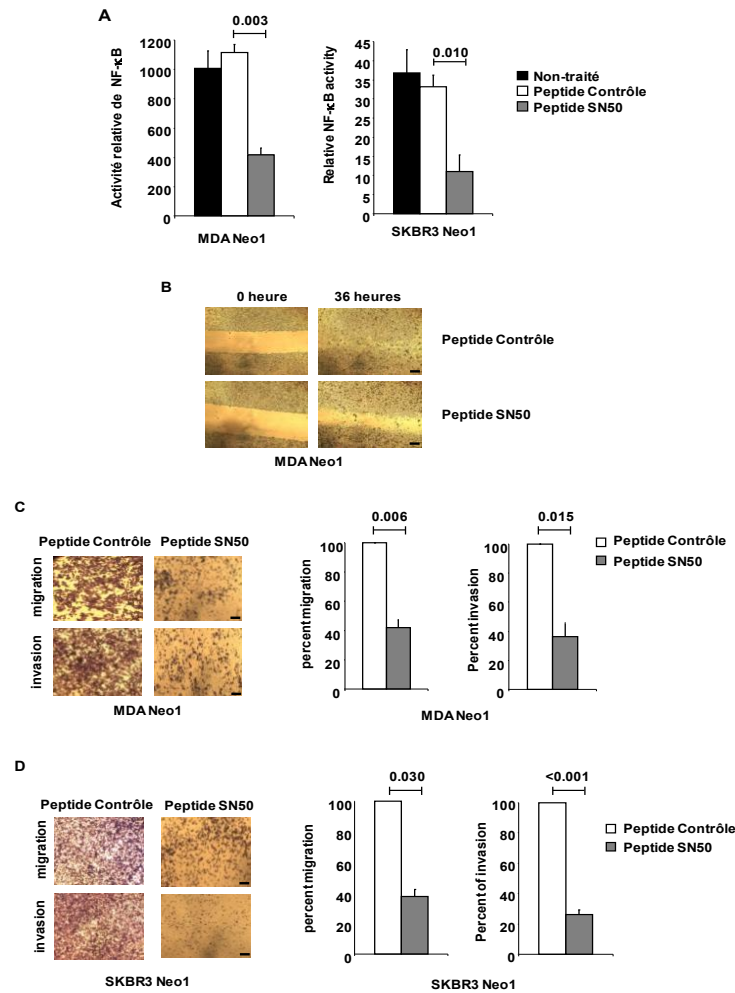 A
0.003
1200
1000
800
600
400
200
0
Activité relative de NF-κB
MDA Neo1
0.010
45
40
35
30
25
20
15
10
5
0
Relative NF-κB activity
SKBR3 Neo1
Non-traité
Peptide Contrôle
Peptide SN50
B
0 heure
36 heures
Peptide Contrôle
Peptide SN50
MDA Neo1
C
Peptide Contrôle
Peptide SN50
migration
invasion
MDA Neo1
0.006
100
80
60
40
20
0
percent migration
0.015
100
80
60
40
20
0
Percent invasion
MDA Neo1
Peptide Contrôle
Peptide SN50
D
Peptide Contrôle
Peptide SN50
migration
invasion
SKBR3 Neo1
0.030
100
80
60
40
20
0
percent migration
<0.001
100
80
60
40
20
0
Percent of invasion
SKBR3 Neo1
Peptide Contrôle
Peptide SN50